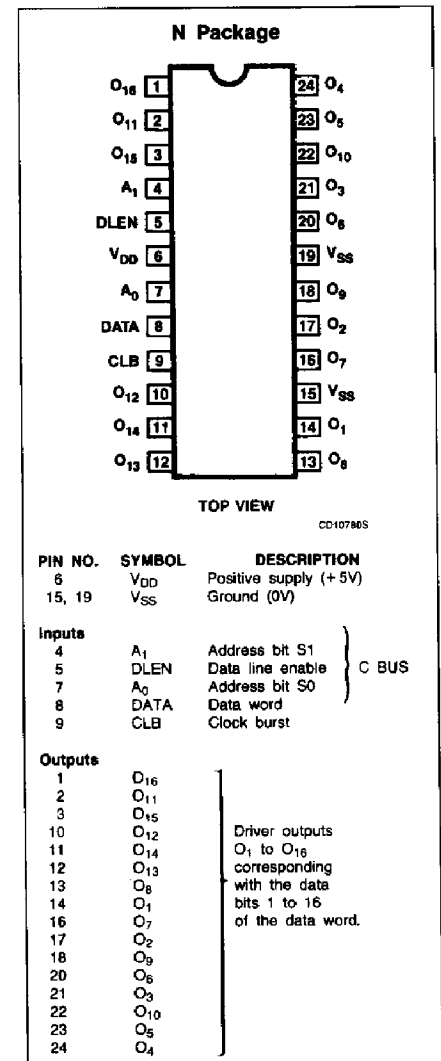 N Package
O16 1 24 O4
O11 2 23 O5
O15 3 22 O10
A1 4 21 O3
DLEN 5 20 O6
VDD 6 19 VSS
A0 7 18 O9
DATA 8 17 O2
CLB 9 16 O7
O12 10 15 VSS
O14 11 14 O1
O13 12 13 O8
TOP VIEW
CD10780S
PIN NO. SYMBOL DESCRIPTION
6 VDD Positive supply (+5V)
15, 19 VSS Ground (0V)
Inputs
4 A1 Address bit S1
5 DLEN Data line enable C BUS
7 A0 Address bit S0
8 DATA Data word
9 CLB Clock burst
Outputs
1 O16
2 O11
3 O15
10 O12 Driver outputs
11 O14 O1 to O16
12 O13 corresponding
13 O8 with the data
14 O1 bits 1 to 16
16 O7 of the data word.
17 O2
18 O9
20 O6
21 O3
22 O10
23 O5
24 O4